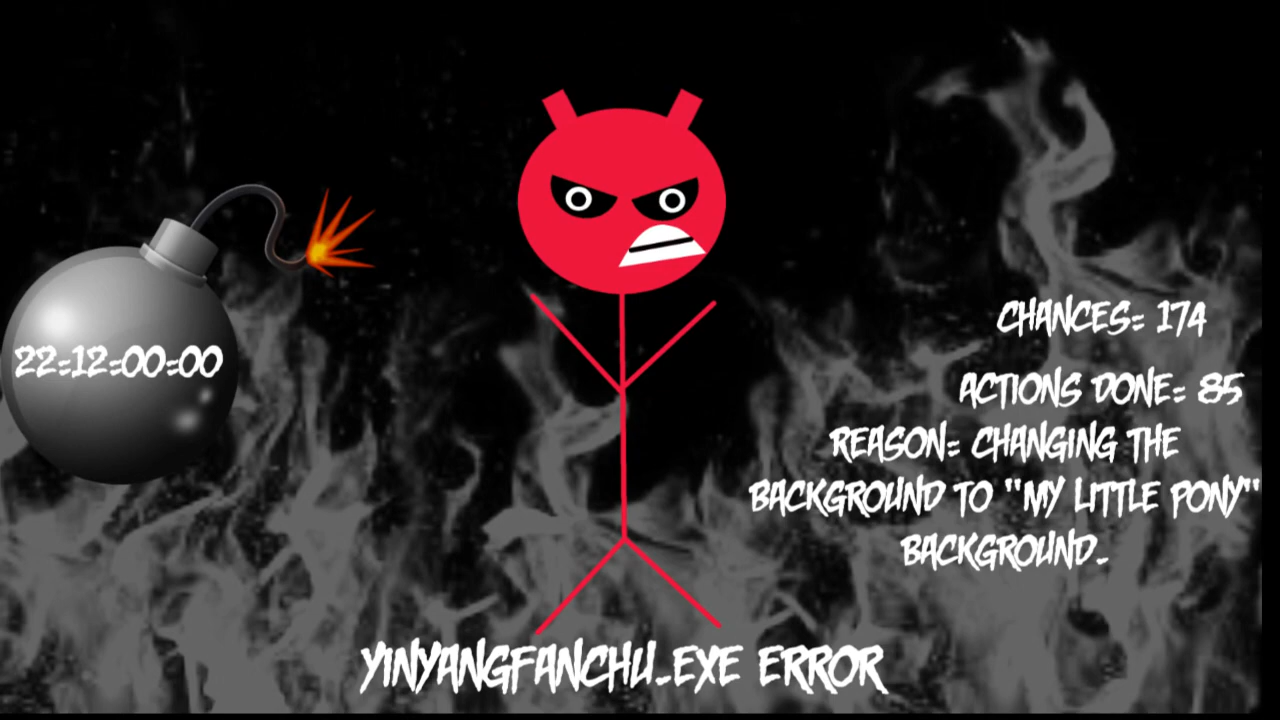 22:12:00:00
CHANCES: 174
ACTIONS DONE: 85
REASON: CHANGING THE
BACKGROUND TO "MY LITTLE PONY"
BACKGROUND.
YINYANGFANCHU.EXE ERROR